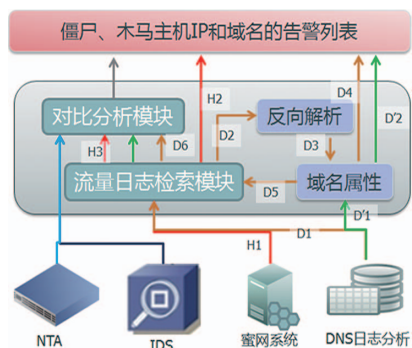 僵尸、木马主机IP和域名的告警列表
H2
D4
D'2
对比分析模块
D2
反向解析
H3
D6
D3
流量日志检索模块
D5
域名属性
D'1
H1
D1
NTA
IDS
蜜网系统
DNS日志分析